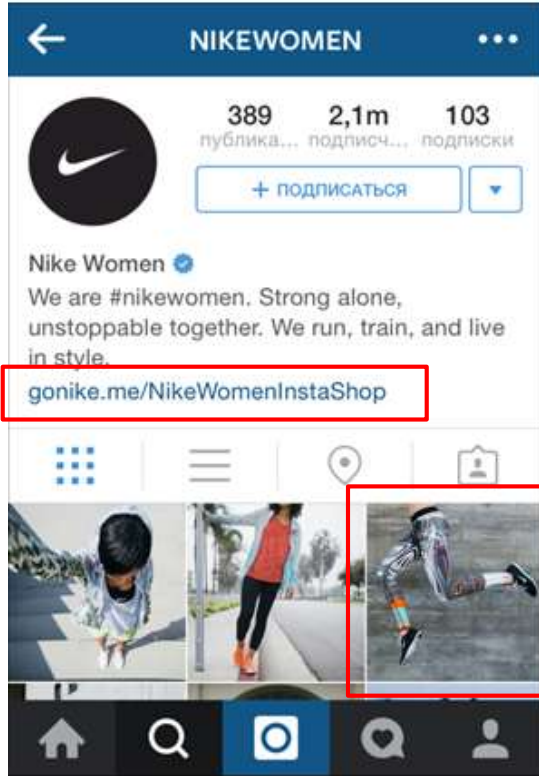 NIKEWOMEN
389 2,1m 103
публика... подписч... подписки
+ ПОДПИСАТЬСЯ
Nike Women
We are #nikewomen. Strong alone,
unstoppable together. We run, train, and live
in style.
gonike.me/NikeWomenInstaShop